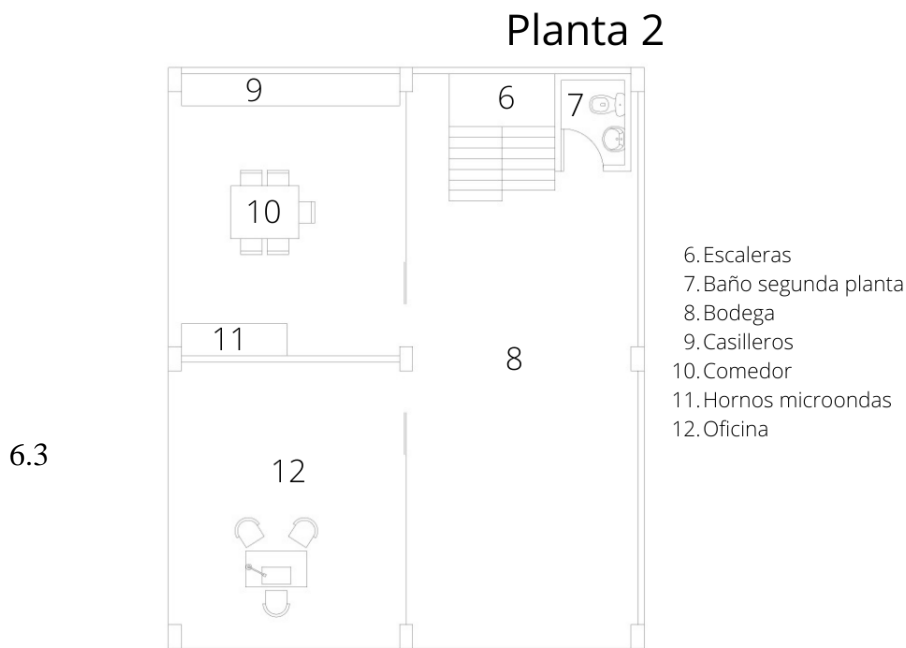 Planta 2
9
6
7
10
11
8
12
6. Escaleras
7. Baño segunda planta
8. Bodega
9. Casilleros
10. Comedor
11. Hornos microondas
12. Oficina
6.3